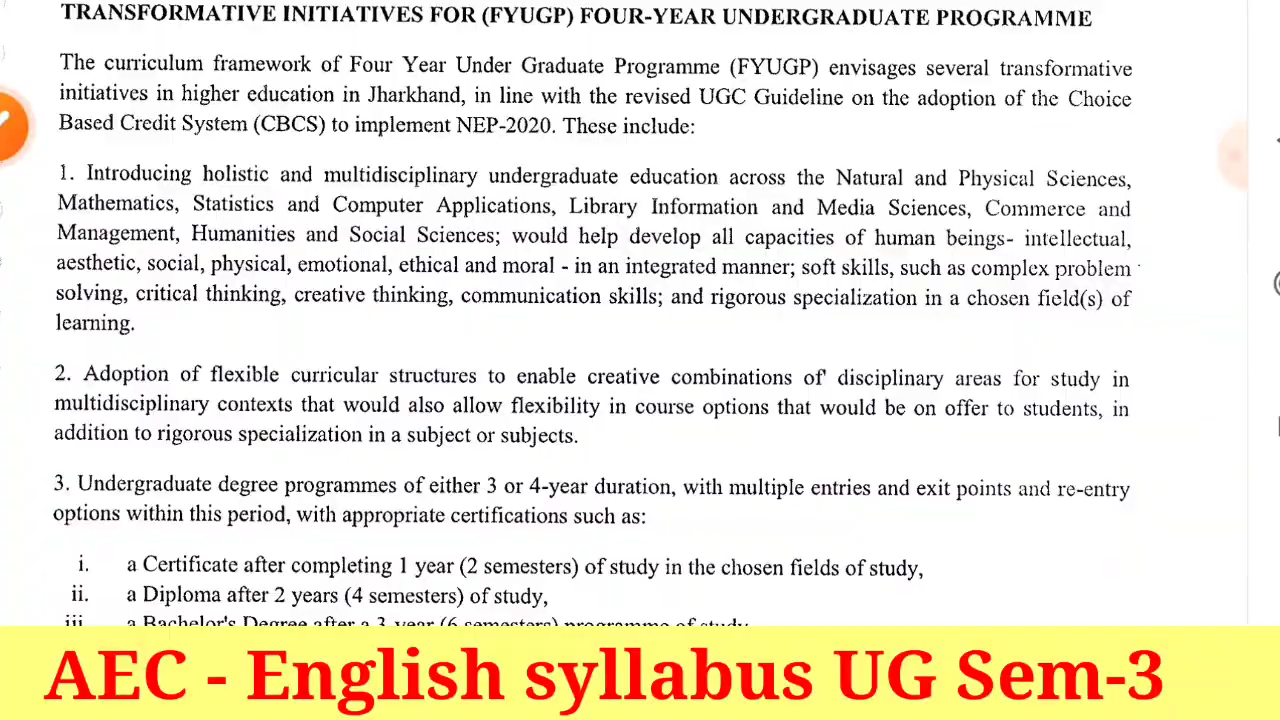 TRANSFORMATIVE INITIATIVES FOR (FYUGP) FOUR-YEAR UNDERGRADUATE PROGRAMME
The curriculum framework of Four Year Under Graduate Programme (FYUGP) envisages several transformative
initiatives in higher education in Jharkhand, in line with the revised UGC Guideline on the adoption of the Choice
Based Credit System (CBCS) to implement NEP-2020. These include:
1. Introducing holistic and multidisciplinary undergraduate education across the Natural and Physical Sciences,
Mathematics, Statistics and Computer Applications, Library Information and Media Sciences, Commerce and
Management, Humanities and Social Sciences; would help develop all capacities of human beings- intellectual,
aesthetic, social, physical, emotional, ethical and moral - in an integrated manner; soft skills, such as complex problem
solving, critical thinking, creative thinking, communication skills; and rigorous specialization in a chosen field(s) of
learning.
2. Adoption of flexible curricular structures to enable creative combinations of disciplinary areas for study in
multidisciplinary contexts that would also allow flexibility in course options that would be on offer to students, in
addition to rigorous specialization in a subject or subjects.
3. Undergraduate degree programmes of either 3 or 4-year duration, with multiple entries and exit points and re-entry
options within this period, with appropriate certifications such as:
i. a Certificate after completing 1 year (2 semesters) of study in the chosen fields of study,
ii. a Diploma after 2 years (4 semesters) of study,
iii a Bachelor's Degree after a 3-year (6 semesters) programme of study
AEC - English syllabus UG Sem-3